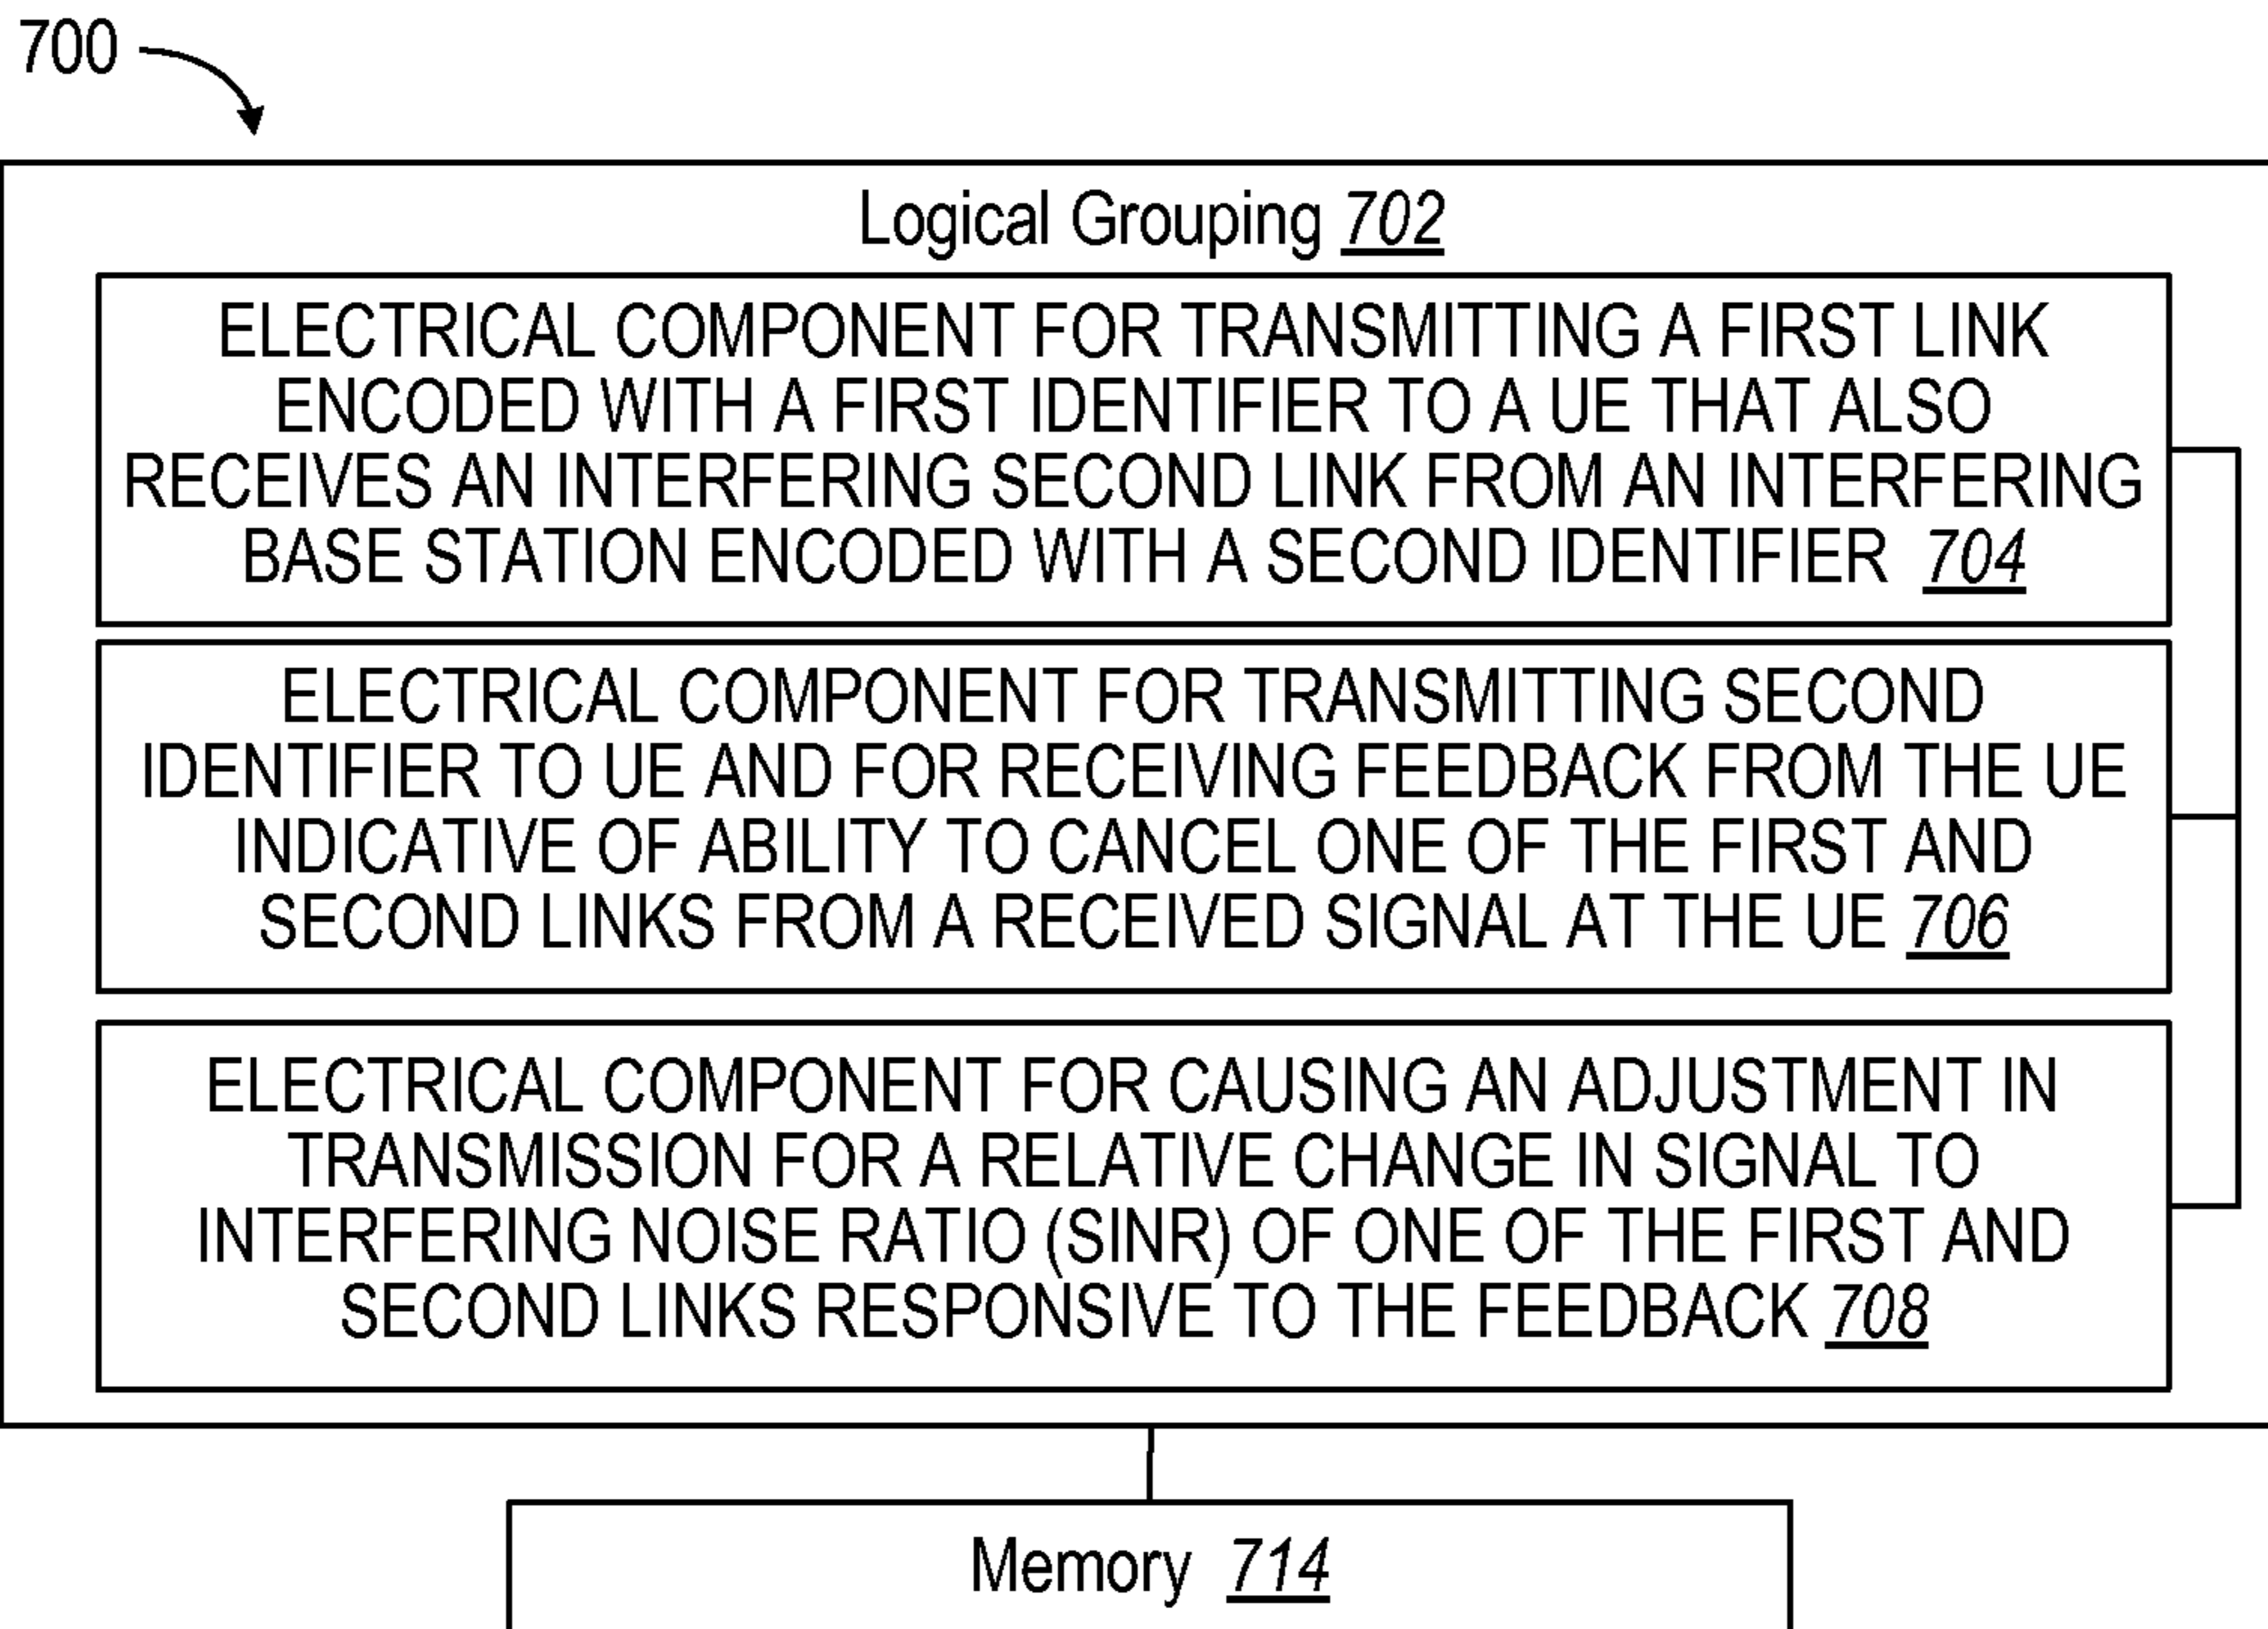 700
Logical Grouping 702
ELECTRICAL COMPONENT FOR TRANSMITTING A FIRST LINK
ENCODED WITH A FIRST IDENTIFIER TO A UE THAT ALSO
RECEIVES AN INTERFERING SECOND LINK FROM AN INTERFERING
BASE STATION ENCODED WITH A SECOND IDENTIFIER 704
ELECTRICAL COMPONENT FOR TRANSMITTING SECOND
IDENTIFIER TO UE AND FOR RECEIVING FEEDBACK FROM THE UE
INDICATIVE OF ABILITY TO CANCEL ONE OF THE FIRST AND
SECOND LINKS FROM A RECEIVED SIGNAL AT THE UE 706
ELECTRICAL COMPONENT FOR CAUSING AN ADJUSTMENT IN
TRANSMISSION FOR A RELATIVE CHANGE IN SIGNAL TO
INTERFERING NOISE RATIO (SINR) OF ONE OF THE FIRST AND
SECOND LINKS RESPONSIVE TO THE FEEDBACK 708
Memory 714